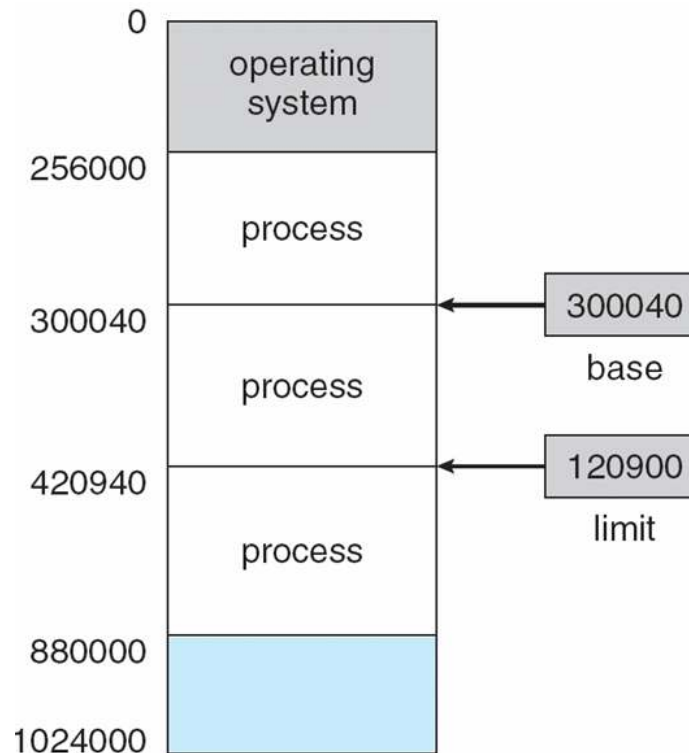 0
operating
system
256000
process
300040
300040
base
process
420940
120900
limit
process
880000
1024000